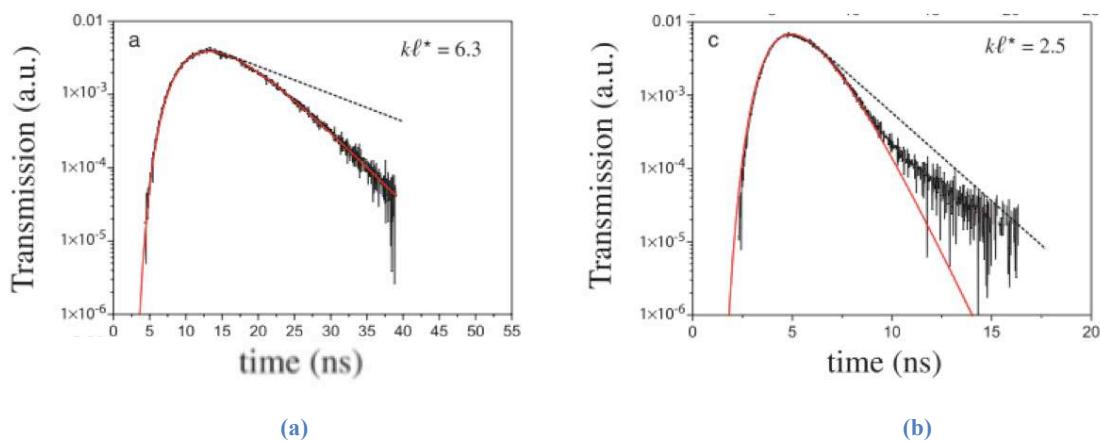 a
kℓ* = 6.3
Transmission (a.u.)
0.01
1×10⁻³
1×10⁻⁴
1×10⁻⁵
1×10⁻⁶
0 5 10 15 20 25 30 35 40 45 50 55
time (ns)
(a)
c
kℓ* = 2.5
Transmission (a.u.)
0.01
1×10⁻³
1×10⁻⁴
1×10⁻⁵
1×10⁻⁶
0 5 10 15 20
time (ns)
(b)